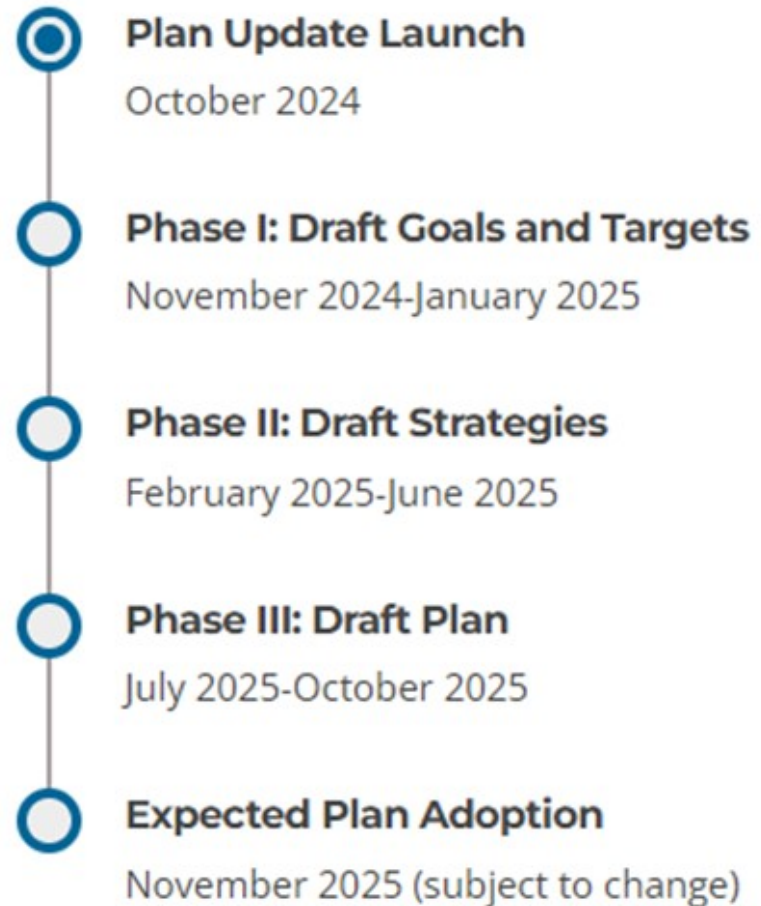 Plan Update Launch
October 2024
Phase I: Draft Goals and Targets
November 2024-January 2025
Phase II: Draft Strategies
February 2025-June 2025
Phase III: Draft Plan
July 2025-October 2025
Expected Plan Adoption
November 2025 (subject to change)